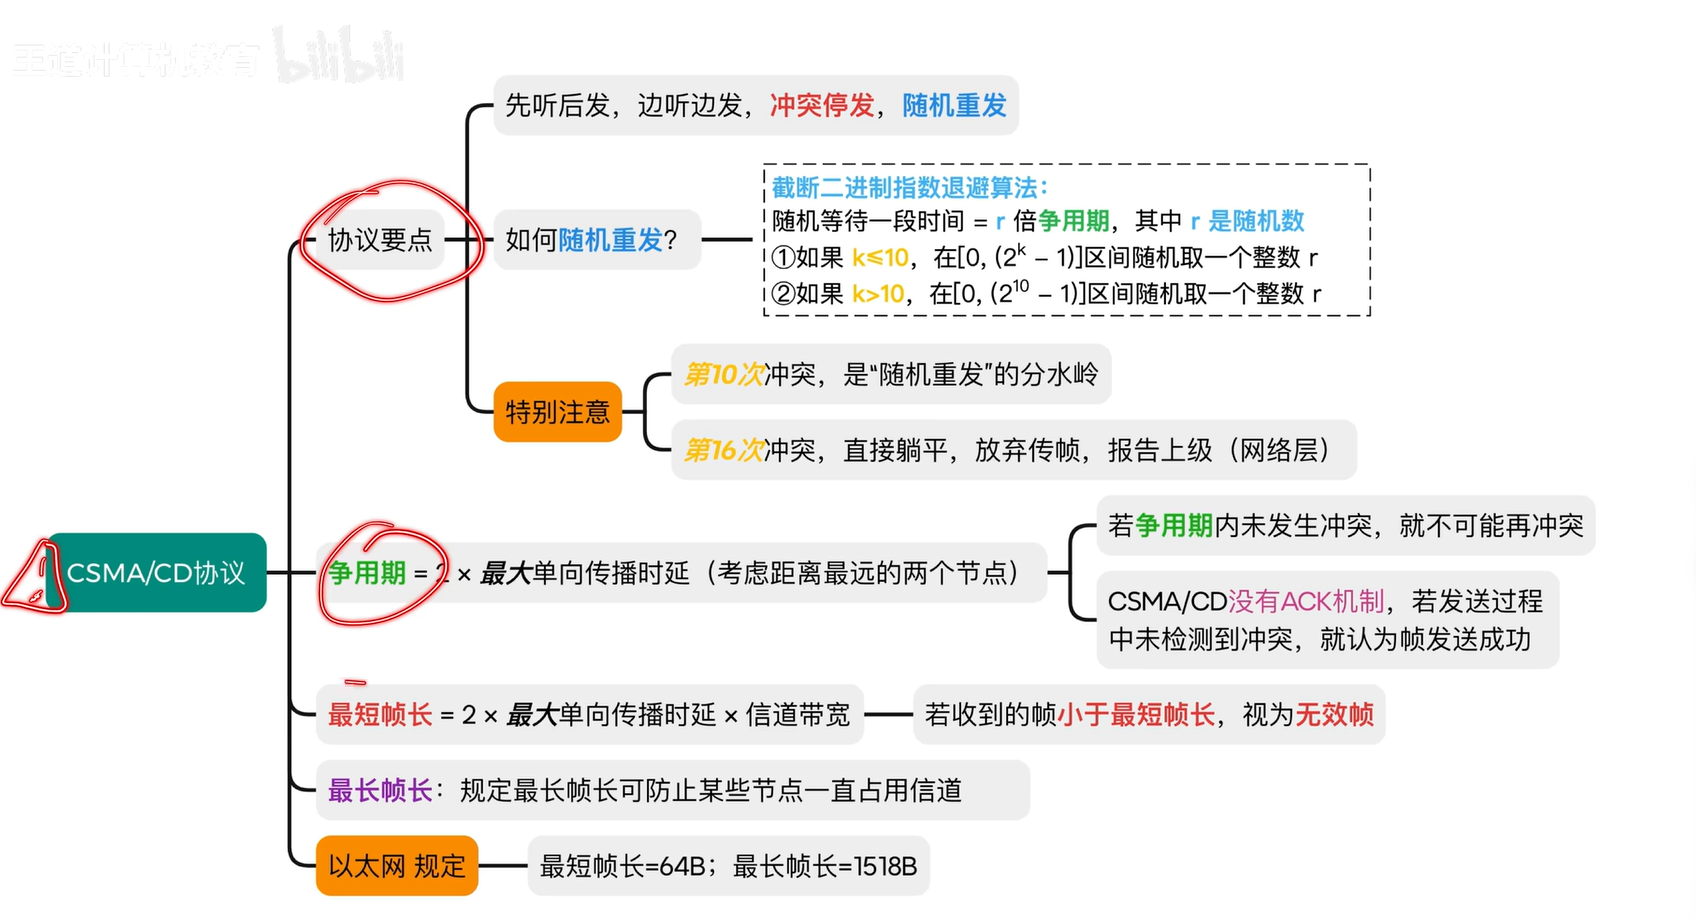 王道计算机教育 bilibili
先听后发，边听边发，冲突停发，随机重发
截断二进制指数退避算法：
随机等待一段时间 = r 倍争用期，其中 r 是随机数
①如果 k≤10，在[0, (2ᵏ – 1)]区间随机取一个整数 r
②如果 k>10，在[0, (2¹⁰ – 1)]区间随机取一个整数 r
协议要点
如何随机重发？
第10次冲突，是“随机重发”的分水岭
特别注意
第16次冲突，直接躺平，放弃传帧，报告上级（网络层）
CSMA/CD协议
争用期 = 2 × 最大单向传播时延（考虑距离最远的两个节点）
若争用期内未发生冲突，就不可能再冲突
CSMA/CD没有ACK机制，若发送过程
中未检测到冲突，就认为帧发送成功
最短帧长 = 2 × 最大单向传播时延 × 信道带宽
若收到的帧小于最短帧长，视为无效帧
最长帧长：规定最长帧长可防止某些节点一直占用信道
以太网 规定
最短帧长=64B；最长帧长=1518B